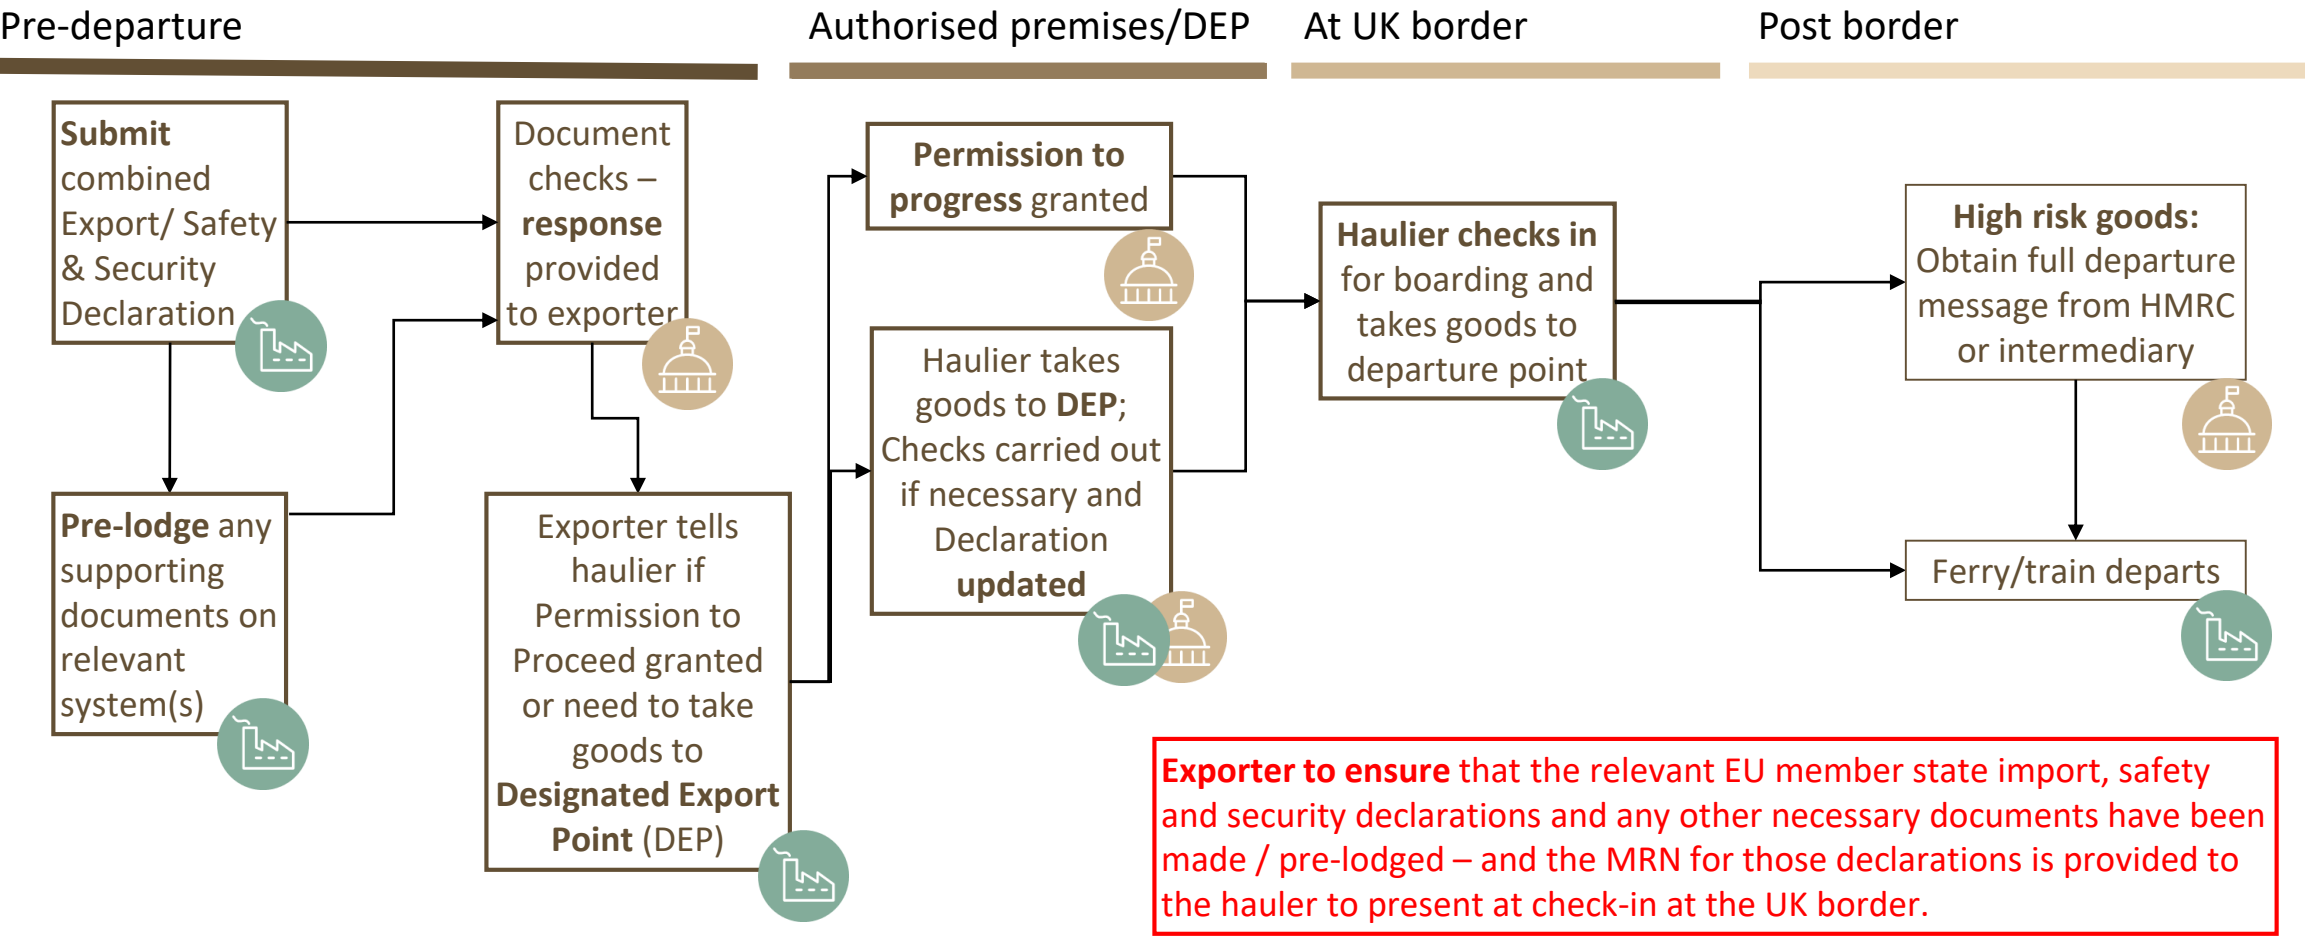 Pre-departure
Authorised premises/DEP
At UK border
Post border
Submit
combined
Export/ Safety
& Security
Declaration
Pre-lodge any
supporting
documents on
relevant
system(s)
Document
checks –
response
provided
to exporter
Exporter tells
haulier if
Permission to
Proceed granted
or need to take
goods to
Designated Export
Point (DEP)
Permission to
progress granted
Haulier takes
goods to DEP;
Checks carried out
if necessary and
Declaration
updated
Haulier checks in
for boarding and
takes goods to
departure point
High risk goods:
Obtain full departure
message from HMRC
or intermediary
Ferry/train departs
Exporter to ensure that the relevant EU member state import, safety
and security declarations and any other necessary documents have been
made / pre-lodged – and the MRN for those declarations is provided to
the hauler to present at check-in at the UK border.